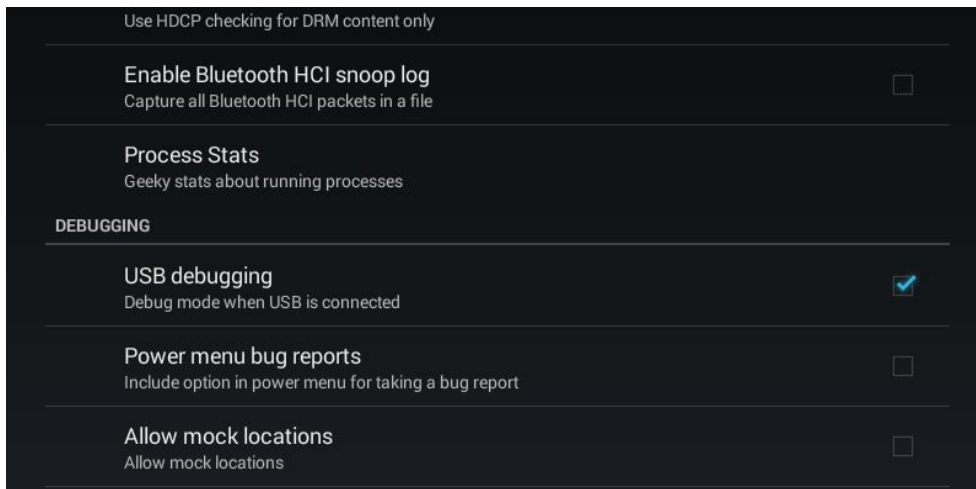 Use HDCP checking for DRM content only
Enable Bluetooth HCI snoop log
Capture all Bluetooth HCI packets in a file
Process Stats
Geeky stats about running processes
DEBUGGING
USB debugging
Debug mode when USB is connected
Power menu bug reports
Include option in power menu for taking a bug report
Allow mock locations
Allow mock locations